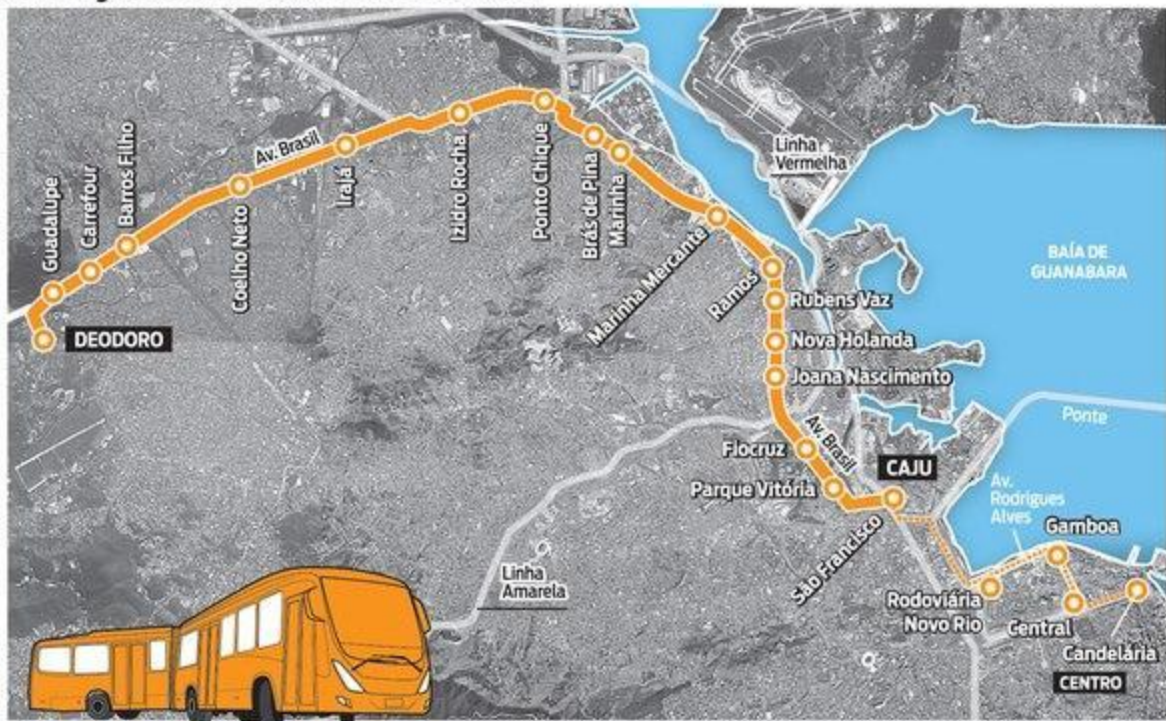 Guadalupe
Carrefour
Barros Filho
Av. Brasil
Coelho Neto
Irajá
Izidro Rocha
Ponto Chique
Brás de Pina
Marinha
Linha
Vermelha
Marinha Mercante
Ramos
BAÍA DE
GUANABARA
Rubens Vaz
Nova Holanda
Joana Nascimento
DEODORO
Ponte
Av. Brasil
Fiocruz
CAJU
Parque Vitória
Av.
Rodrigues
Alves
Gamboa
São Francisco
Linha
Amarela
Rodoviária
Novo Rio
Central
Candelária
CENTRO